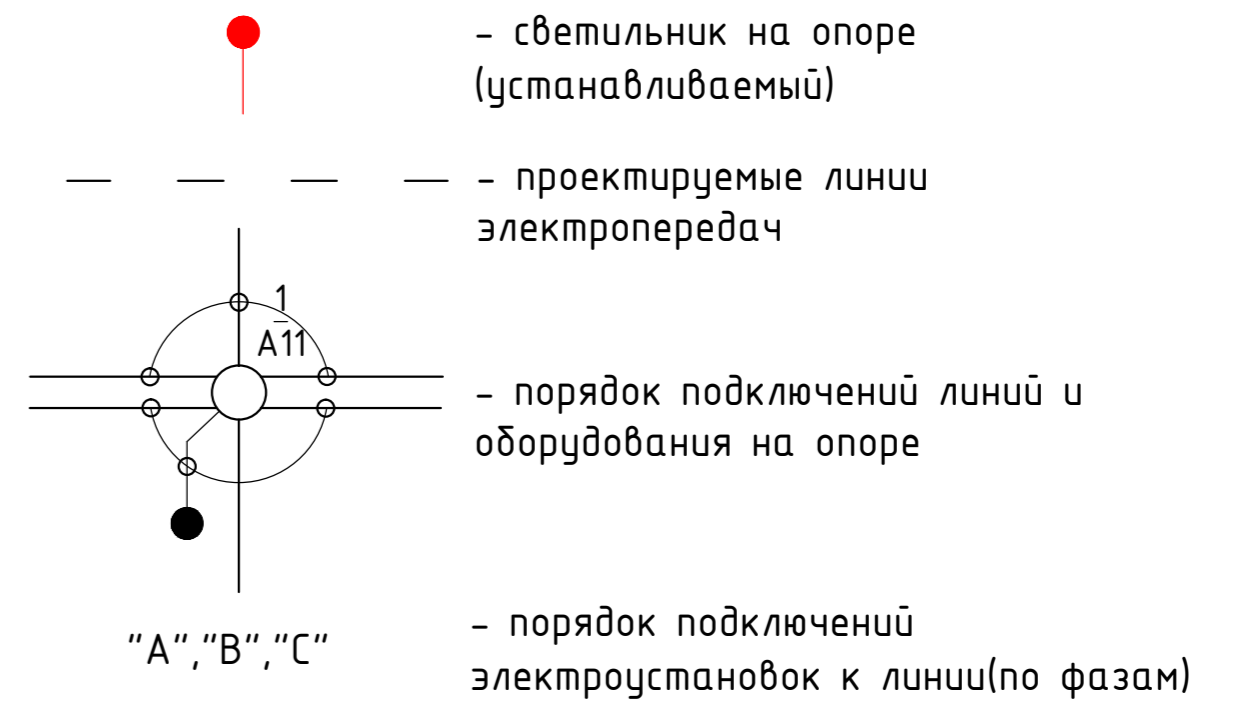 - светильник на опоре
(устанавливаемый)
- проектируемые линии
электропередач
1
А11
- порядок подключений линий и
оборудования на опоре
"А","В","С"
- порядок подключений
электроустановок к линии(по фазам)